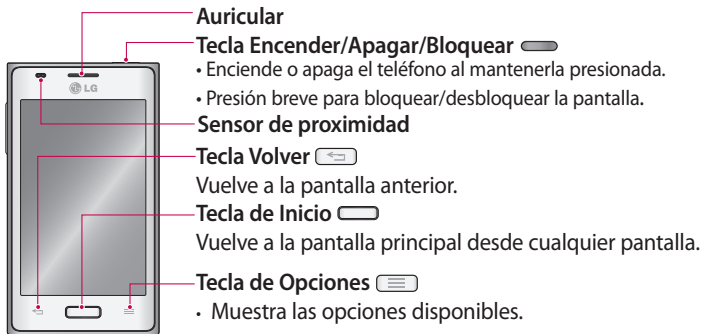 Auricular
Tecla Encender/Apagar/Bloquear
• Enciende o apaga el teléfono al mantenerla presionada.
• Presión breve para bloquear/desbloquear la pantalla.
LG
Sensor de proximidad
Tecla Volver
Vuelve a la pantalla anterior.
Tecla de Inicio
Vuelve a la pantalla principal desde cualquier pantalla.
Tecla de Opciones
• Muestra las opciones disponibles.